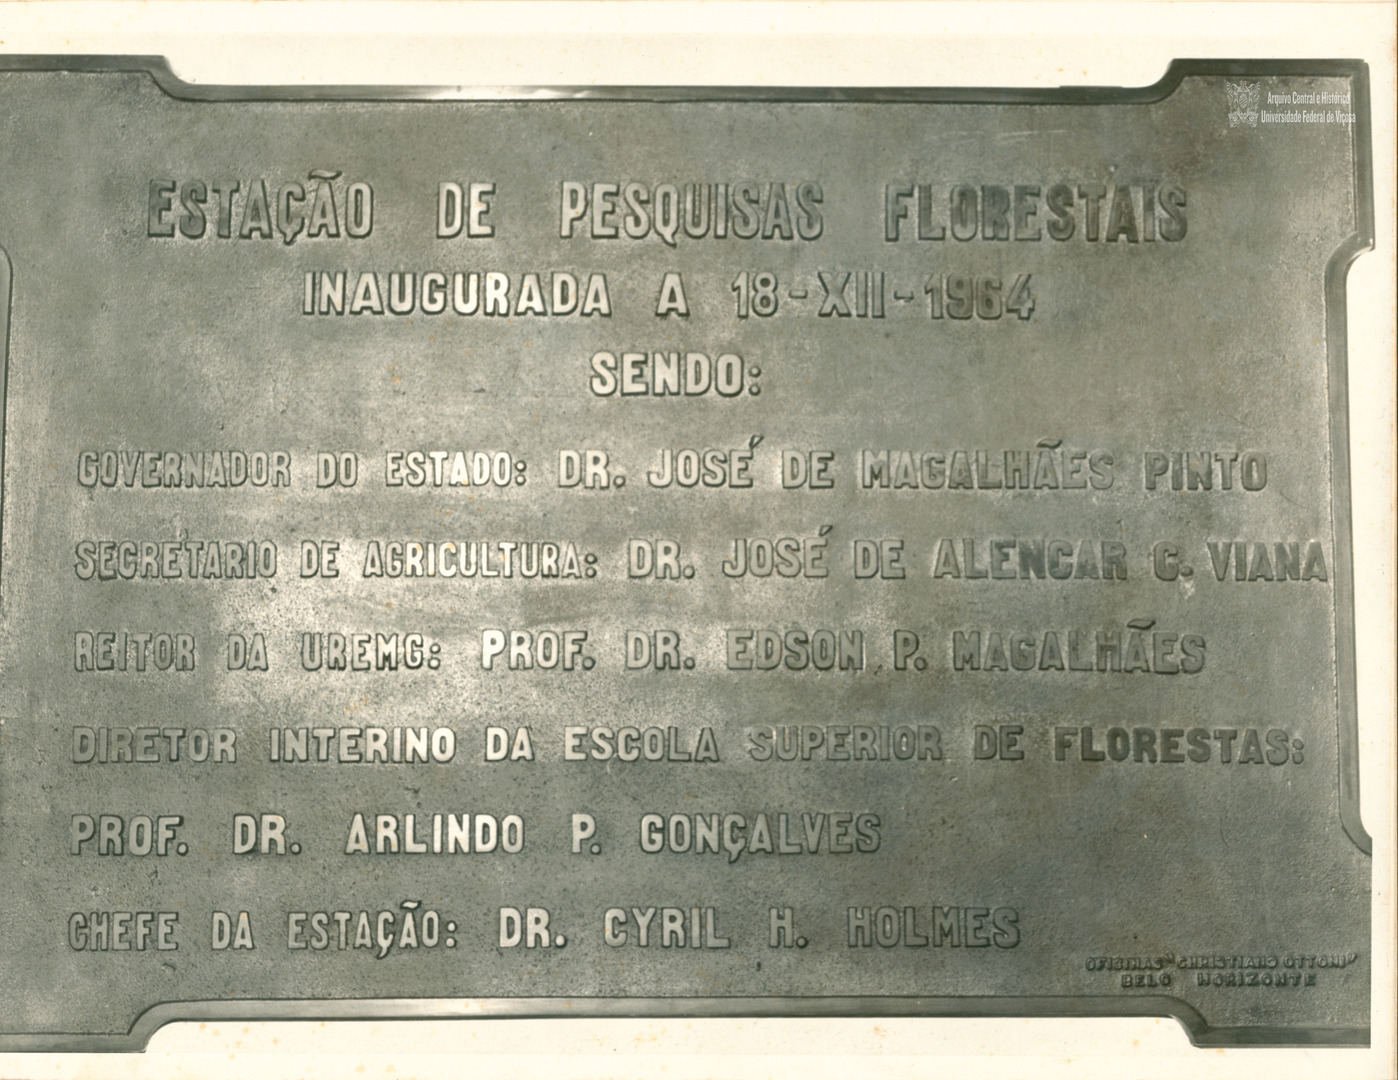 Arquivo Central e Histórico
Universidade Federal de Viçosa
ESTAÇÃO DE PESQUISAS FLORESTAIS
INAUGURADA A 18-XII-1964
SENDO:
GOVERNADOR DO ESTADO: DR. JOSÉ DE MAGALHÃES PINTO
SECRETARIO DE AGRICULTURA: DR. JOSÉ DE ALENCAR G. VIANA
REITOR DA UREMG: PROF. DR. EDSON P. MAGALHÃES
DIRETOR INTERINO DA ESCOLA SUPERIOR DE FLORESTAS:
PROF. DR. ARLINDO P. GONÇALVES
CHEFE DA ESTAÇÃO: DR. CYRIL H. HOLMES
OFICINAS "CHRISTIANO OTTONI"
BELO HORIZONTE